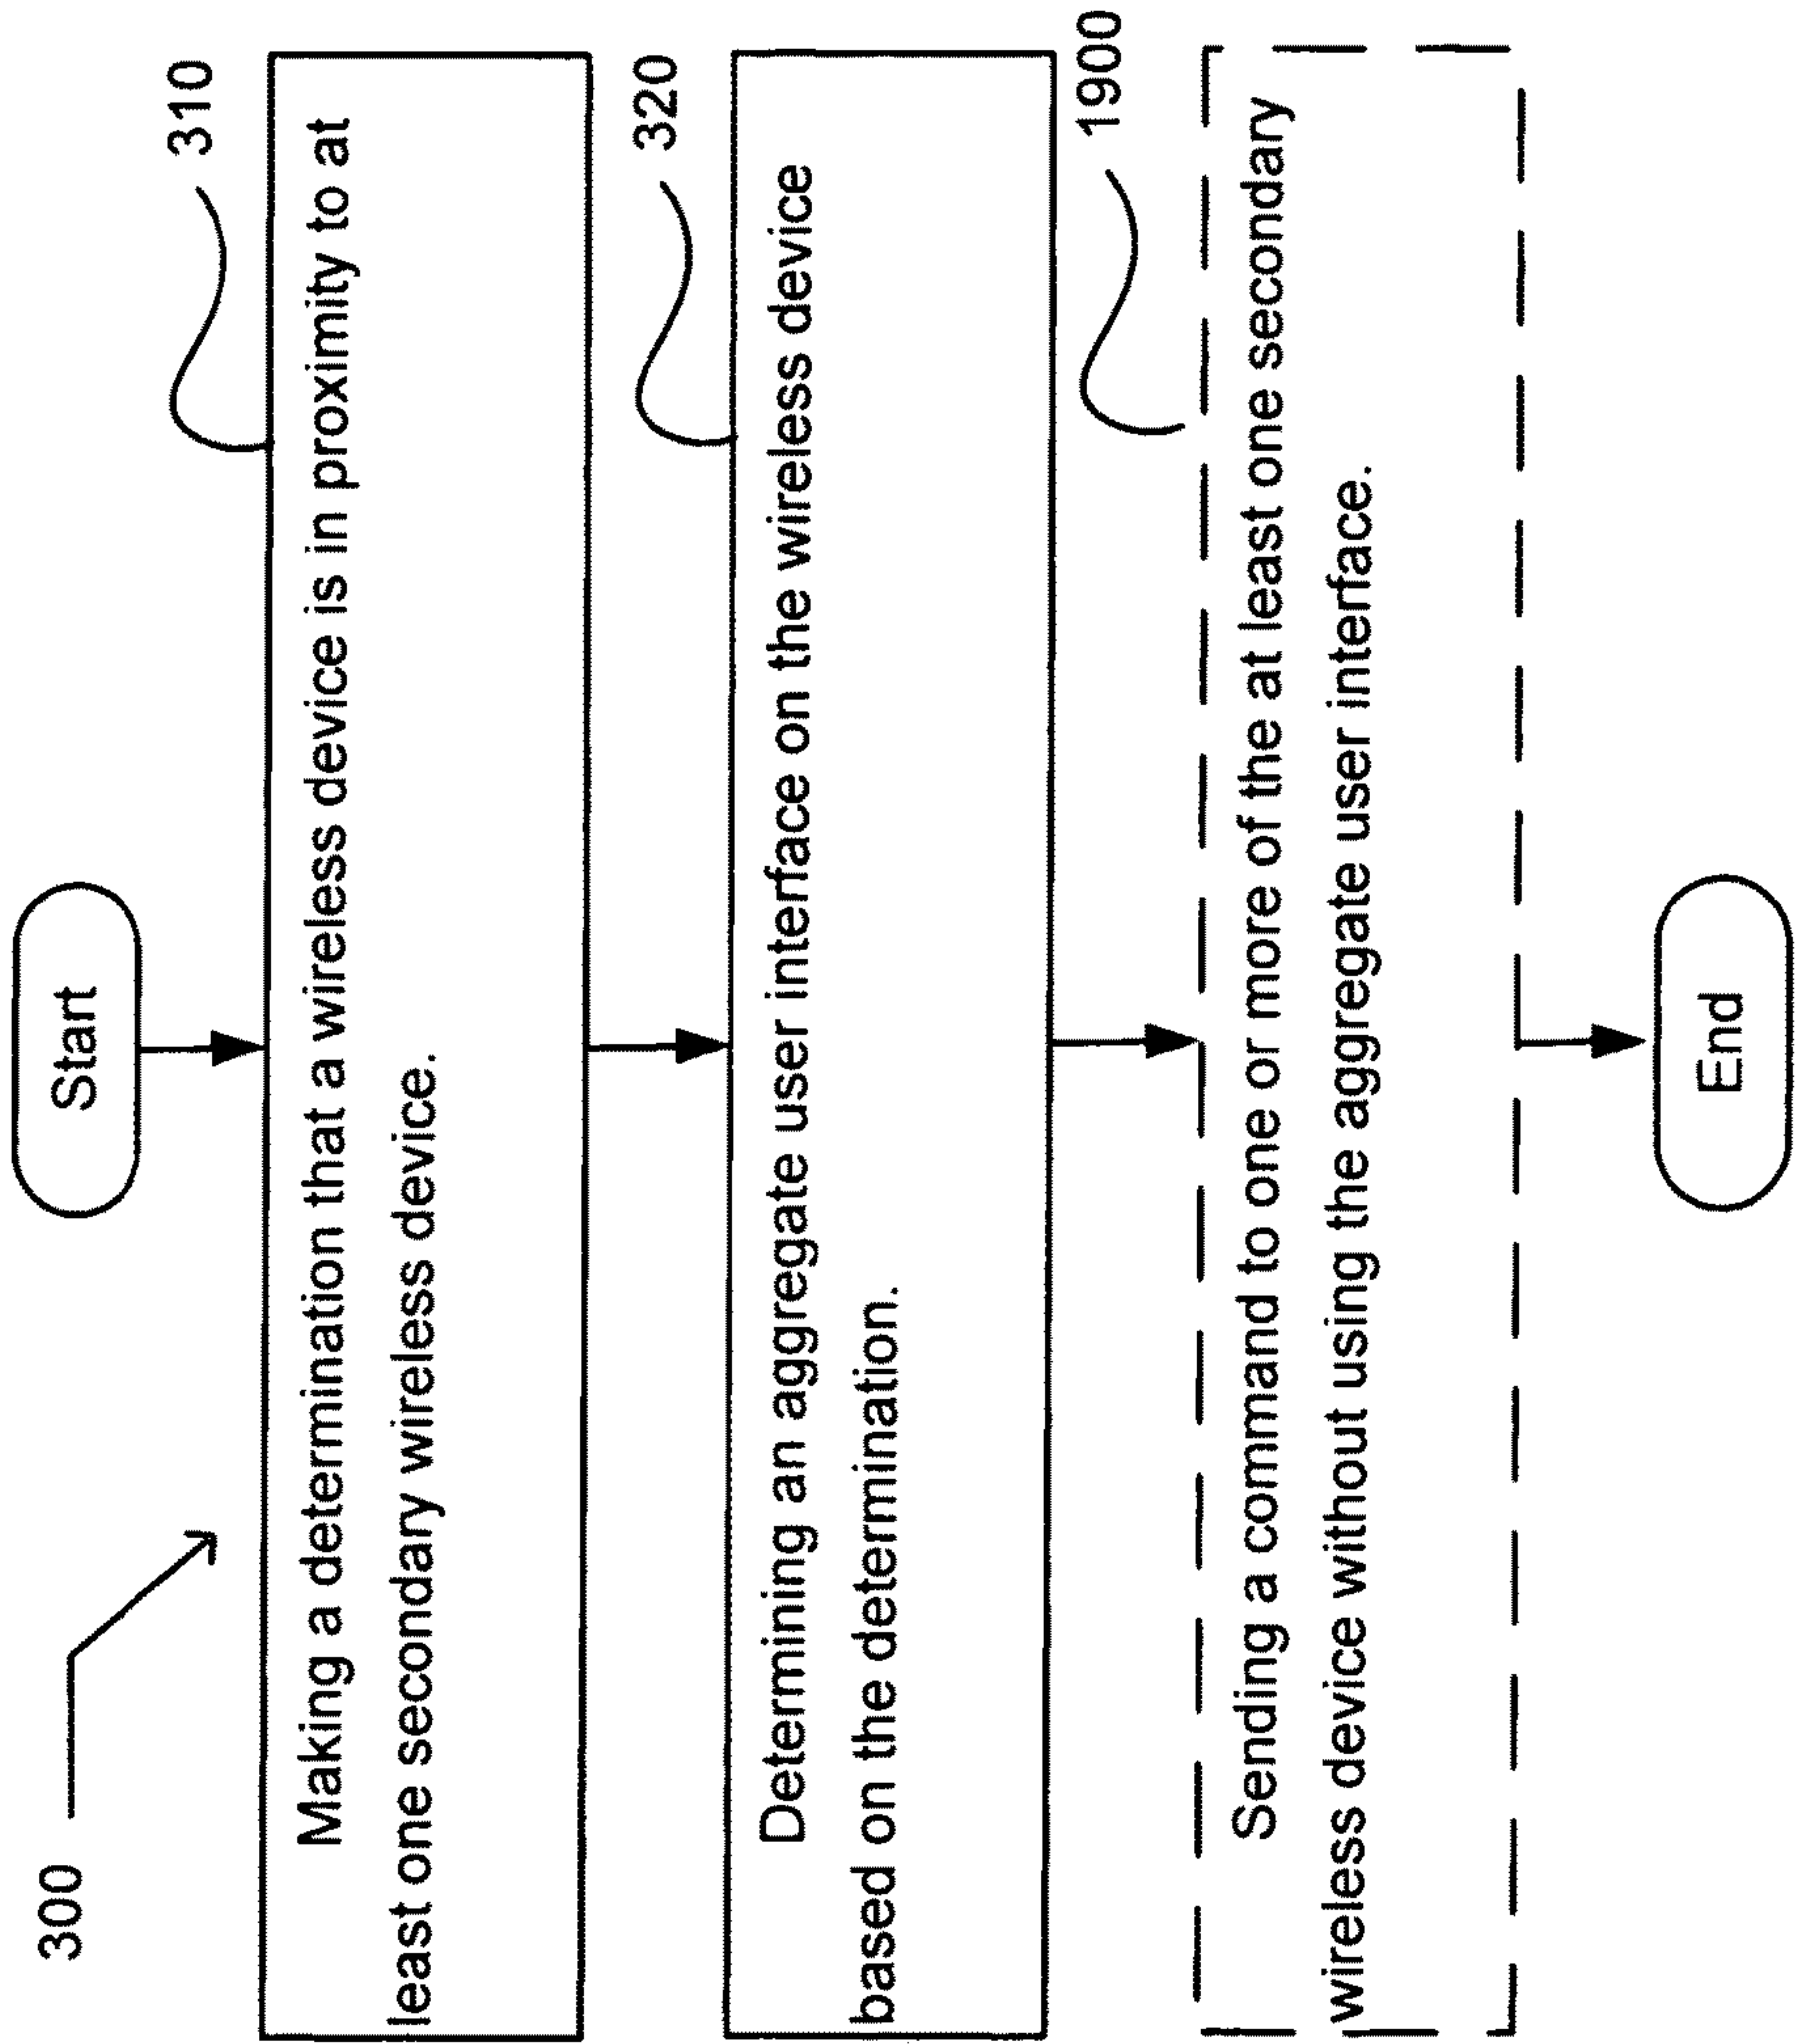 300
Start
310
Making a determination that a wireless device is in proximity to at
least one secondary wireless device.
320
Determining an aggregate user interface on the wireless device
based on the determination.
1900
Sending a command to one or more of the at least one secondary
wireless device without using the aggregate user interface.
End